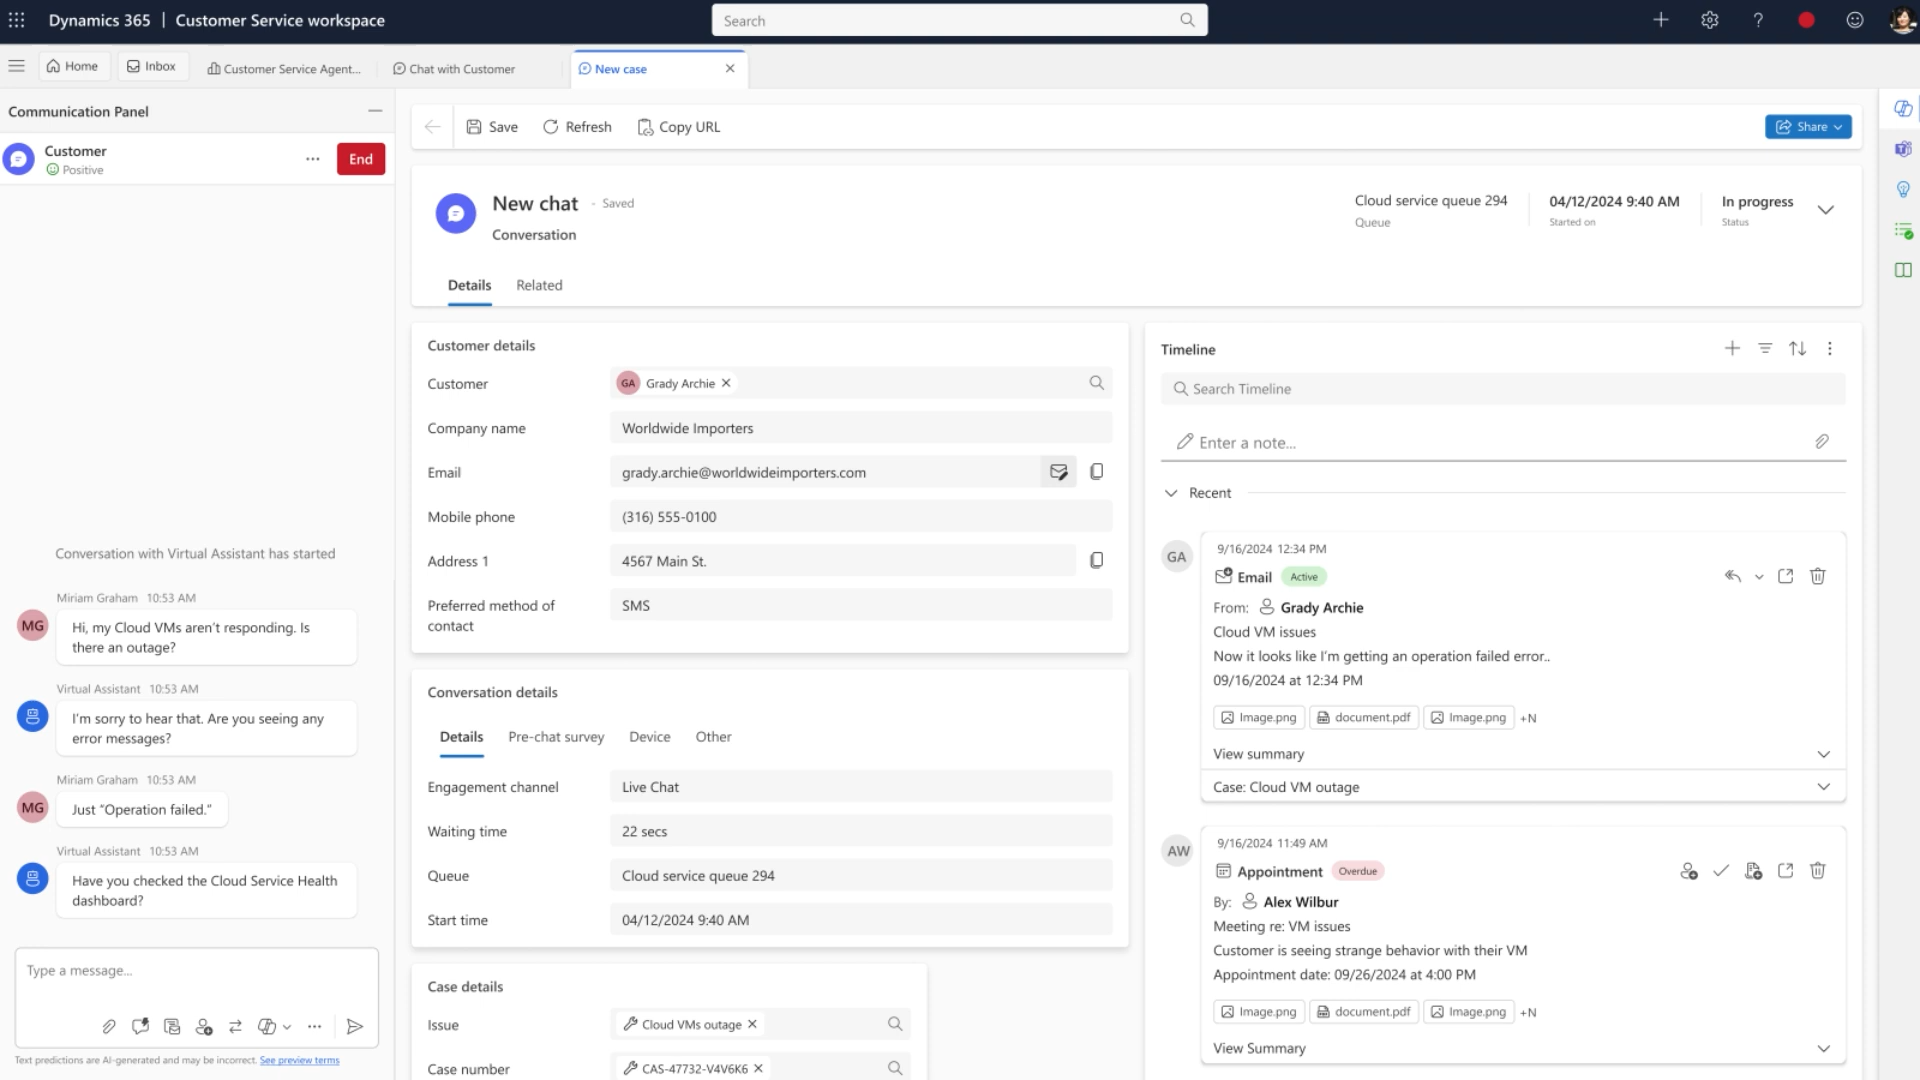 Dynamics 365 | Customer Service workspace
Search
Home
Inbox
Customer Service Agent...
Chat with Customer
New case
Communication Panel
Customer
Positive
End
Conversation with Virtual Assistant has started
Miriam Graham 10:53 AM
MG
Hi, my Cloud VMs aren't responding. Is
there an outage?
Virtual Assistant 10:53 AM
I'm sorry to hear that. Are you seeing any
error messages?
Miriam Graham 10:53 AM
MG
Just “Operation failed.”
Virtual Assistant 10:53 AM
Have you checked the Cloud Service Health
dashboard?
Type a message...
Text predictions are AI-generated and may be incorrect. See preview terms
Save
Refresh
Copy URL
Share
New chat - Saved
Conversation
Cloud service queue 294
Queue
04/12/2024 9:40 AM
Started on
In progress
Status
Details
Related
Customer details
Customer
GA Grady Archie
Company name
Worldwide Importers
Email
grady.archie@worldwideimporters.com
Mobile phone
(316) 555-0100
Address 1
4567 Main St.
Preferred method of
contact
SMS
Conversation details
Details
Pre-chat survey
Device
Other
Engagement channel
Live Chat
Waiting time
22 secs
Queue
Cloud service queue 294
Start time
04/12/2024 9:40 AM
Case details
Issue
Cloud VMs outage
Case number
CAS-47732-V4V6K6
Timeline
Search Timeline
Enter a note...
Recent
GA
9/16/2024 12:34 PM
Email Active
From: Grady Archie
Cloud VM issues
Now it looks like I'm getting an operation failed error..
09/16/2024 at 12:34 PM
Image.png document.pdf Image.png +N
View summary
Case: Cloud VM outage
AW
9/16/2024 11:49 AM
Appointment Overdue
By: Alex Wilbur
Meeting re: VM issues
Customer is seeing strange behavior with their VM
Appointment date: 09/26/2024 at 4:00 PM
Image.png document.pdf Image.png +N
View Summary